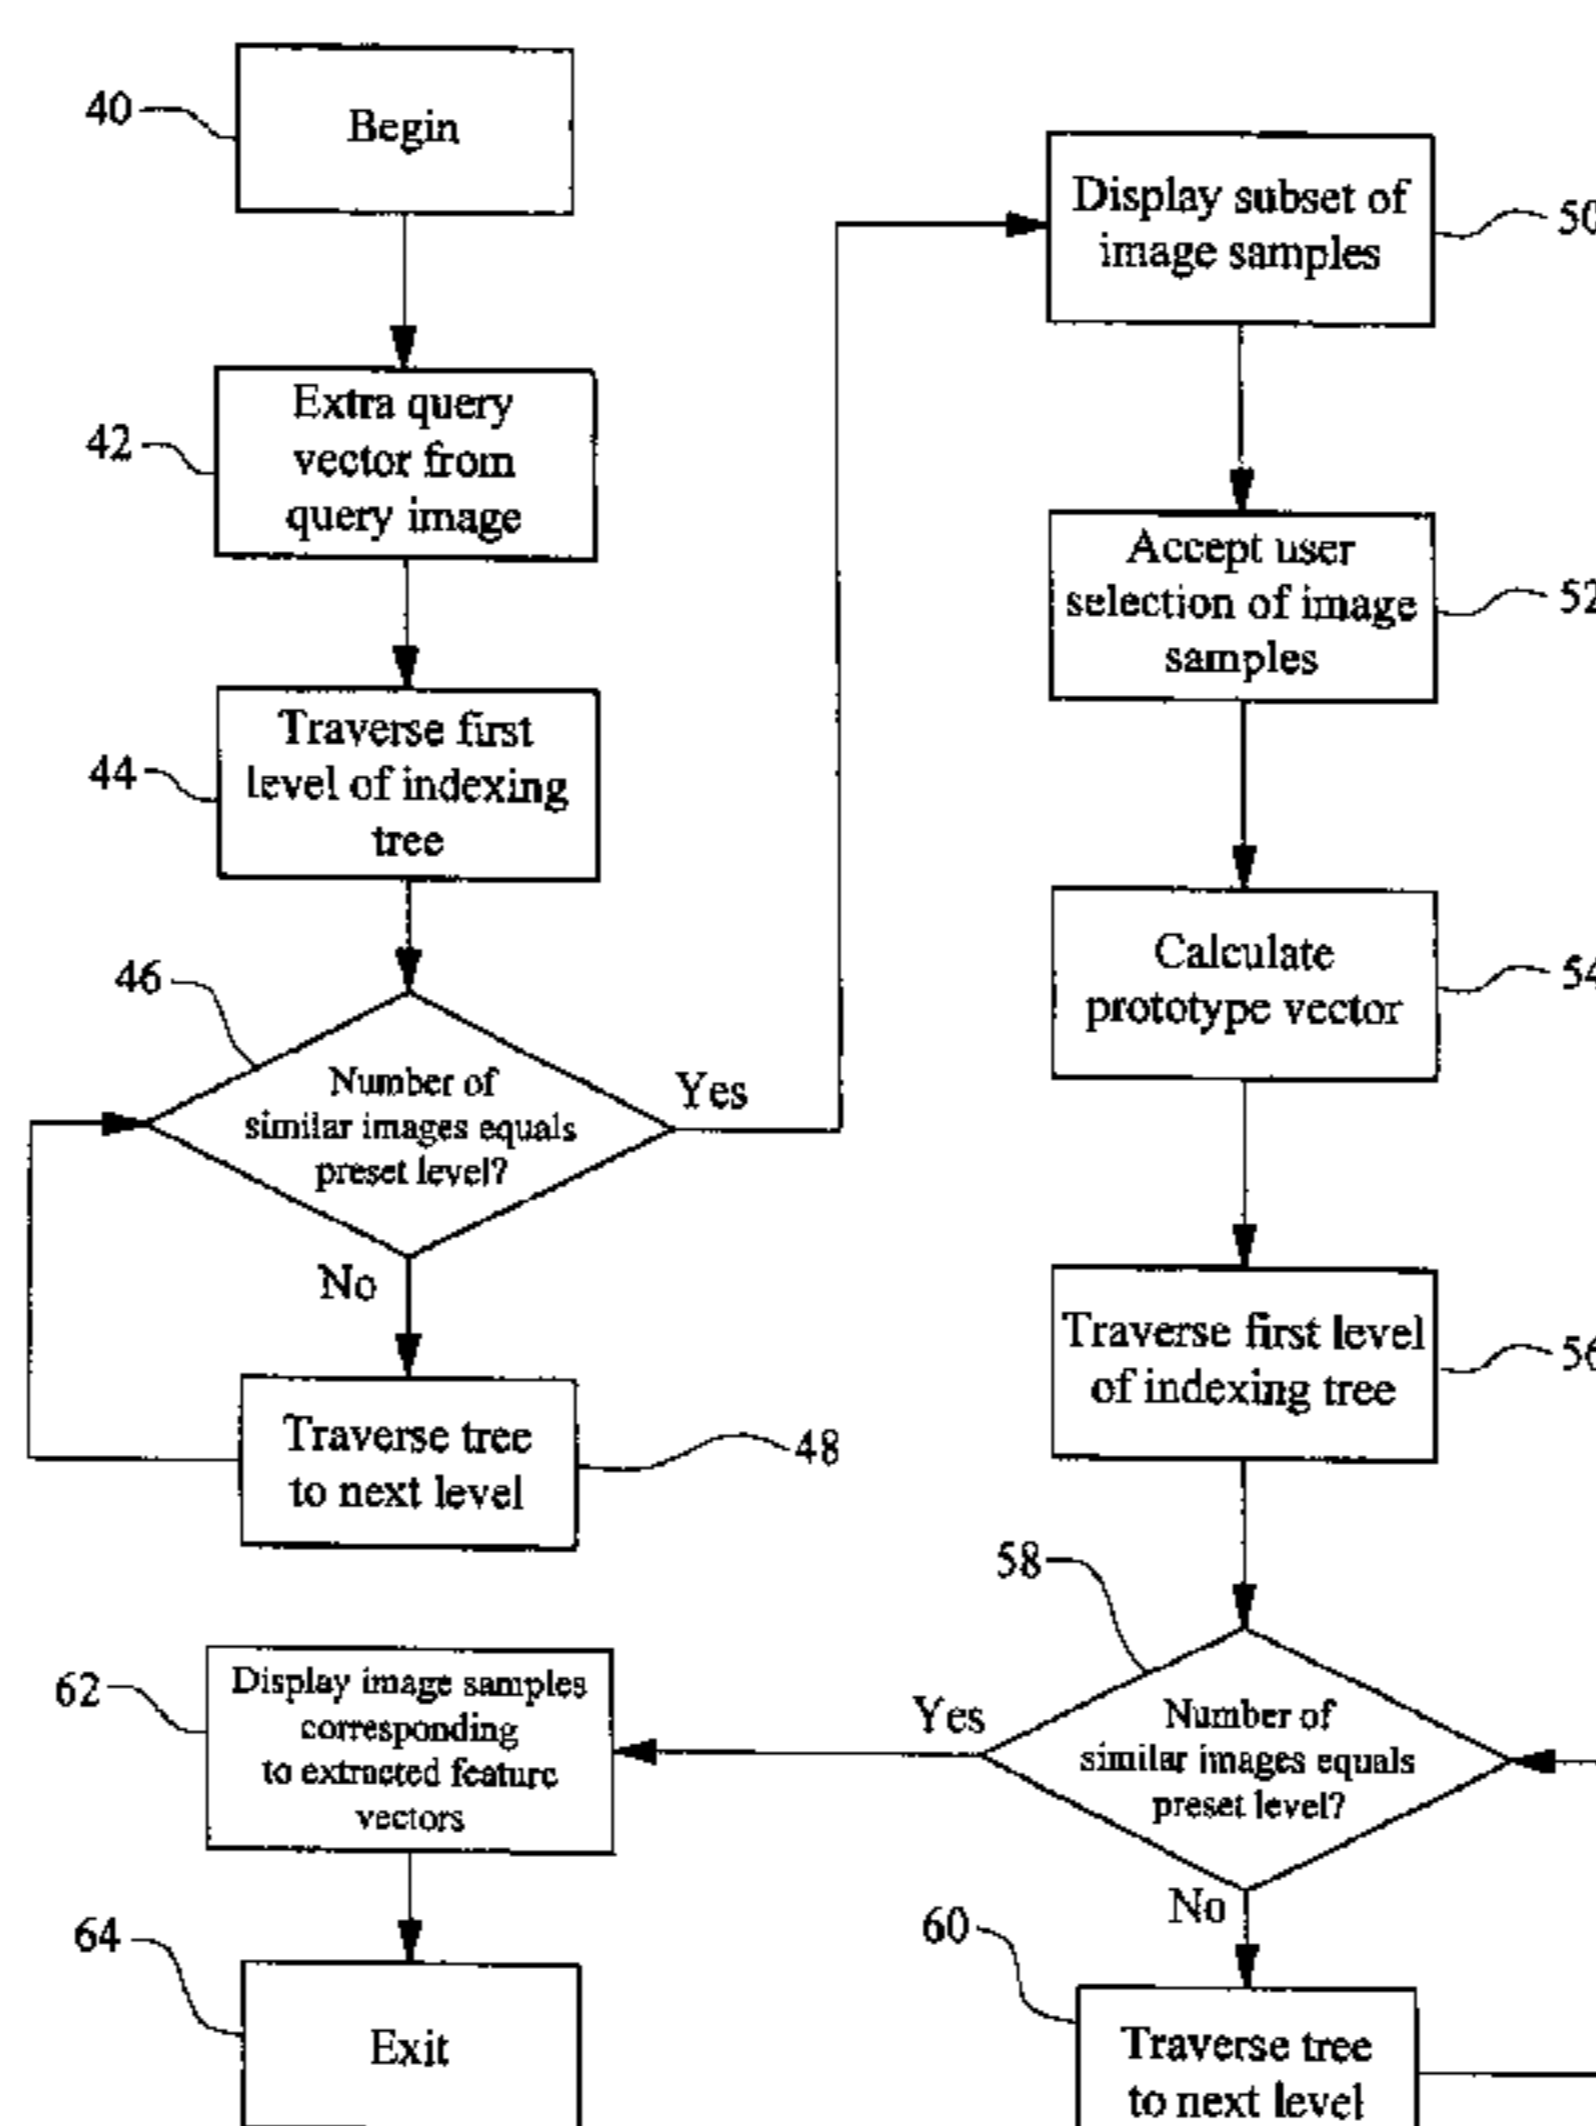 40
Begin
42
Extra query
vector from
query image
44
Traverse first
level of indexing
tree
46
Number of
similar images equals
preset level?
Yes
No
Traverse tree
to next level
48
Display subset of
image samples
50
Accept user
selection of image
samples
52
Calculate
prototype vector
54
Traverse first level
of indexing tree
56
58
Number of
similar images equals
preset level?
Yes
No
60
Traverse tree
to next level
62
Display image samples
corresponding
to extracted feature
vectors
64
Exit